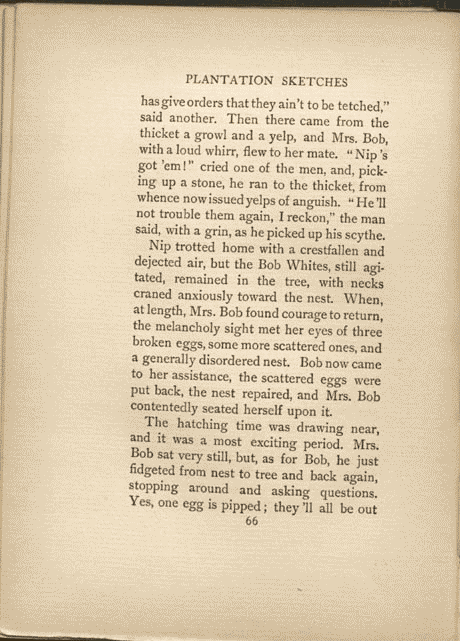 PLANTATION SKETCHES
has give orders that they ain't to be tetched,"
said another. Then there came from the
thicket a growl and a yelp, and Mrs. Bob,
with a loud whirr, flew to her mate. "Nip's
got 'em!" cried one of the men, and, pick-
ing up a stone, he ran to the thicket, from
whence now issued yelps of anguish. "He'll
not trouble them again, I reckon," the man
said, with a grin, as he picked up his scythe.
Nip trotted home with a crestfallen and
dejected air, but the Bob Whites, still agi-
tated, remained in the tree, with necks
craned anxiously toward the nest. When,
at length, Mrs. Bob found courage to return,
the melancholy sight met her eyes of three
broken eggs, some more scattered ones, and
a generally disordered nest. Bob now came
to her assistance, the scattered eggs were
put back, the nest repaired, and Mrs. Bob
contentedly seated herself upon it.
The hatching time was drawing near,
and it was a most exciting period. Mrs.
Bob sat very still, but, as for Bob, he just
fidgeted from nest to tree and back again,
stopping around and asking questions.
Yes, one egg is pipped; they'll all be out
66